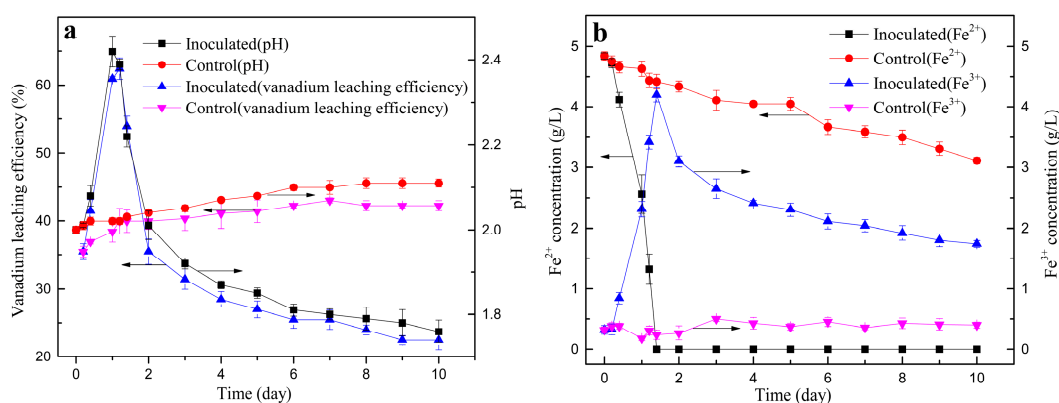 a
Inoculated(pH)
Control(pH)
Inoculated(vanadium leaching efficiency)
Control(vanadium leaching efficiency)
Vanadium leaching efficiency (%)
20
30
40
50
60
pH
1.8
2.0
2.2
2.4
0 2 4 6 8 10
Time (day)
b
Inoculated(Fe²⁺)
Control(Fe²⁺)
Inoculated(Fe³⁺)
Control(Fe³⁺)
Fe²⁺ concentration (g/L)
0
1
2
3
4
5
Fe³⁺ concentration (g/L)
0
1
2
3
4
5
0 2 4 6 8 10
Time (day)